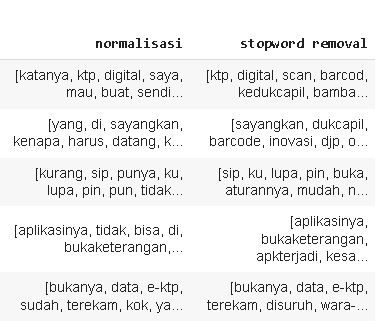 normalisasi stopword removal
[katanya, ktp, digital, saya, mau, buat, sendi...
[ktp, digital, scan, barcod, kedukcapil, bamba...
[yang, di, sayangkan, kenapa, harus, datang, k...
[sayangkan, dukcapil, barcode, inovasi, djp, o...
[kurang, sip, punya, ku, lupa, pin, pun, tidak...
[sip, ku, lupa, pin, buka, aturannya, mudah, n...
[aplikasinya, tidak, bisa, di, bukaketerangan,...
[aplikasinya, bukaketerangan, apkterjadi, kesa...
[bukanya, data, e-ktp, sudah, terekam, kok, ya...
[bukanya, data, e-ktp, terekam, disuruh, wara-...